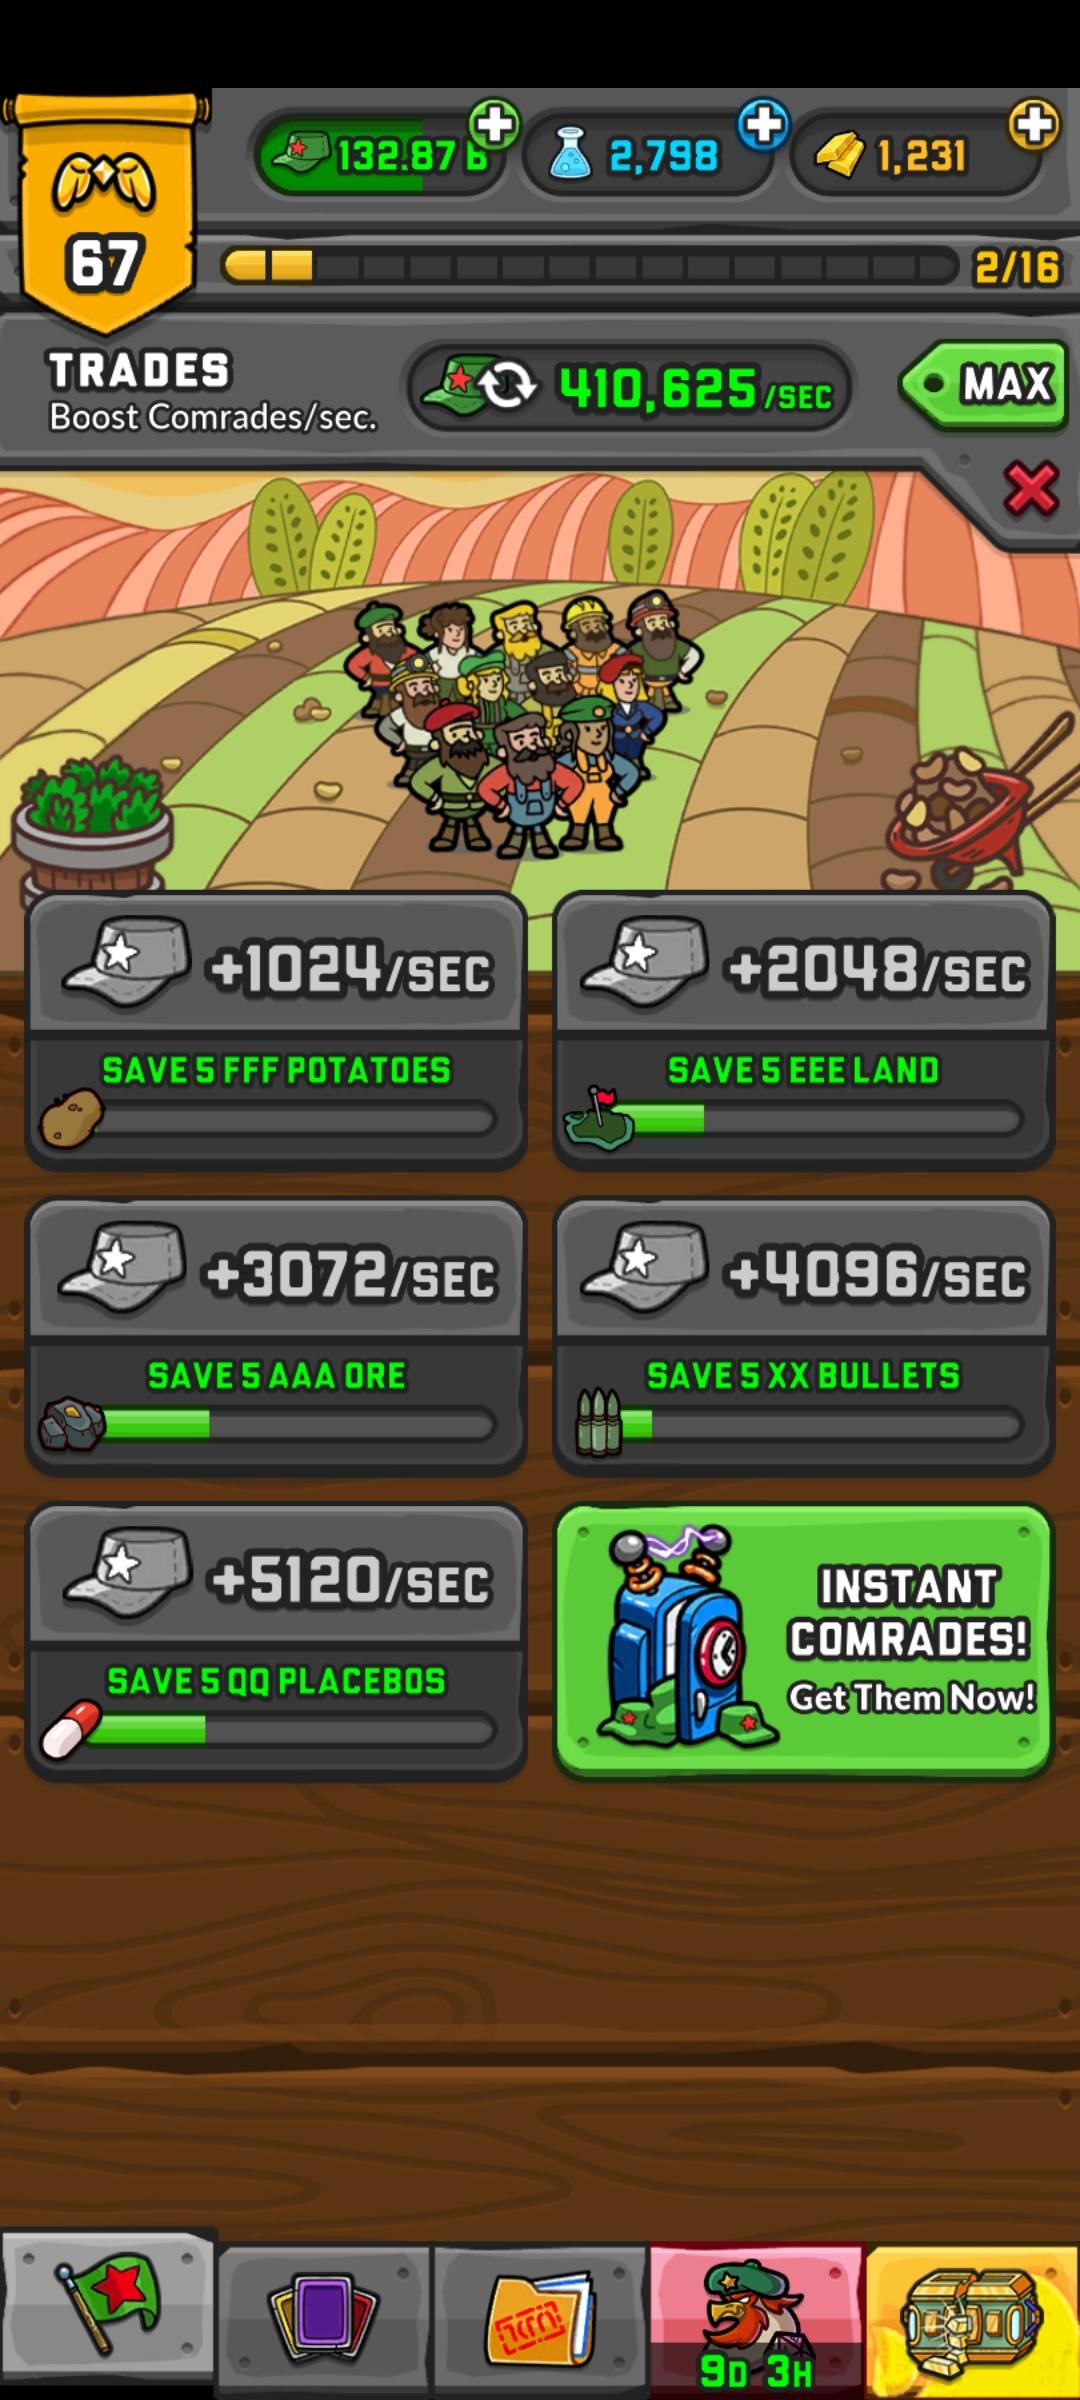 132.87 B
2,798
1,231
67
2/16
TRADES
Boost Comrades/sec.
410,625/SEC
MAX
+1024/SEC
+2048/SEC
SAVE 5 FFF POTATOES
SAVE 5 EEE LAND
+3072/SEC
+4096/SEC
SAVE 5 AAA ORE
SAVE 5 XX BULLETS
+5120/SEC
INSTANT
COMRADES!
Get Them Now!
SAVE 5 QQ PLACEBOS
9D 3H